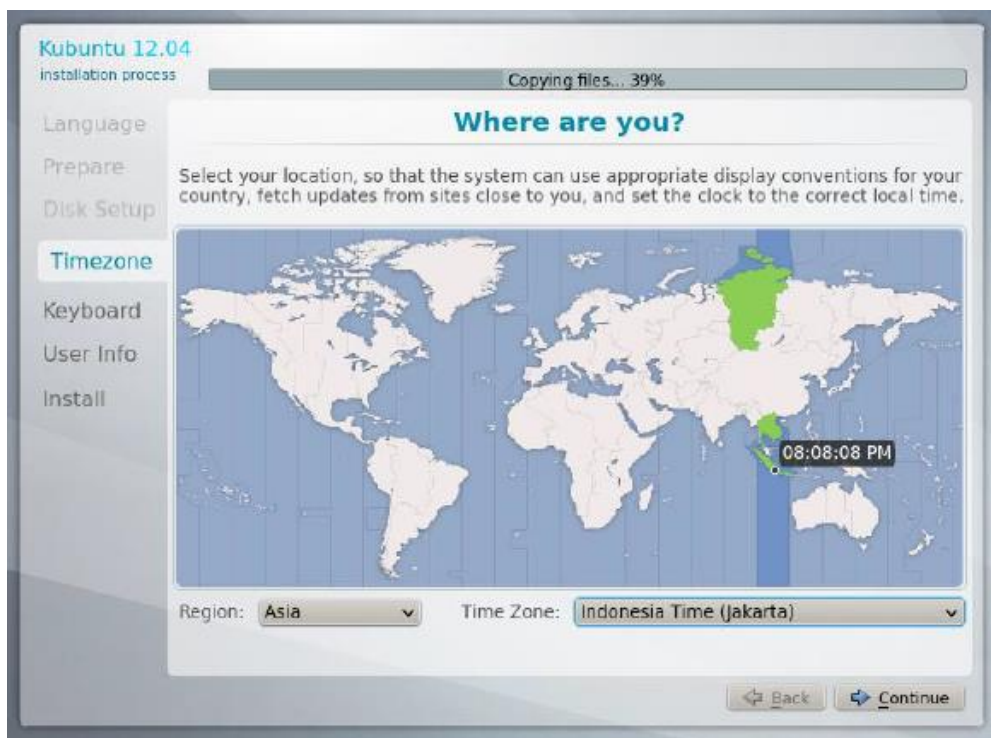 Kubuntu 12.04
installation process
Copying files... 39%
Language
Prepare
Disk Setup
Timezone
Keyboard
User Info
Install
Where are you?
Select your location, so that the system can use appropriate display conventions for your
country, fetch updates from sites close to you, and set the clock to the correct local time.
08:08:08 PM
Region: Asia Time Zone: Indonesia Time (Jakarta)
Back Continue